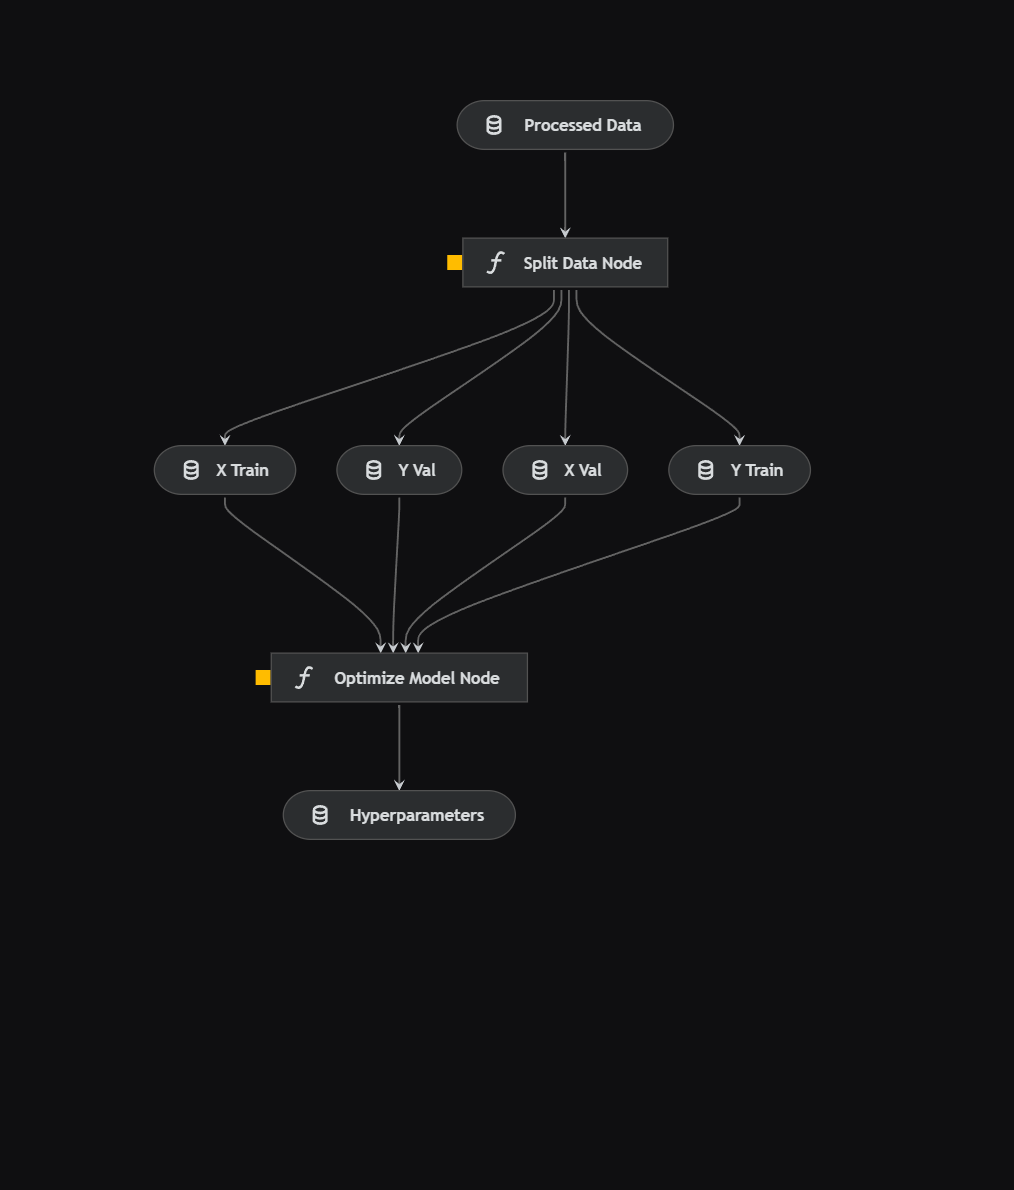 Processed Data
Split Data Node
X Train
Y Val
X Val
Y Train
Optimize Model Node
Hyperparameters